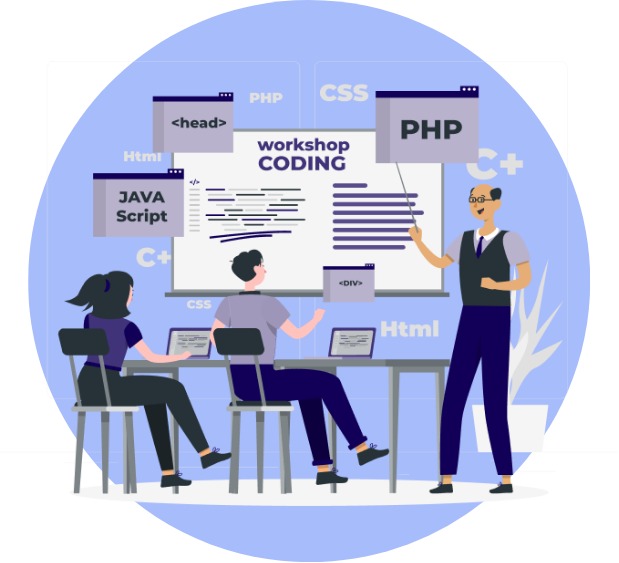 PHP
CSS
<head>
PHP
workshop
CODING
Html
C+
</>
JAVA
Script
C+
<DIV>
CSS
Html